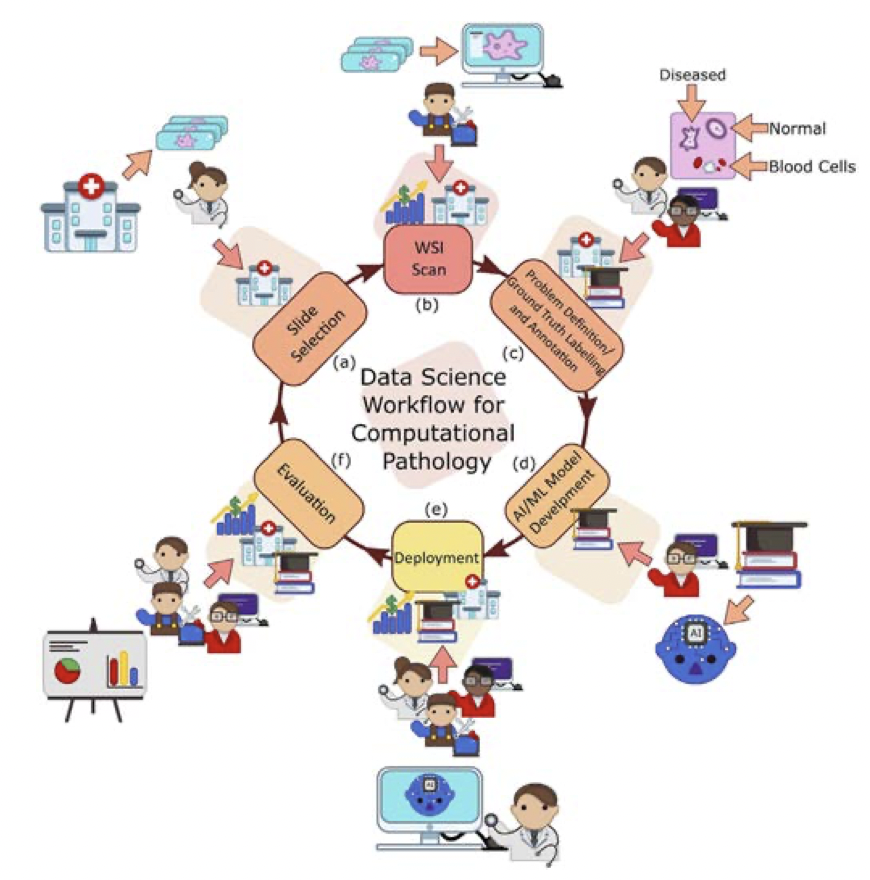 Diseased
Normal
Blood Cells
WSI
Scan
(b)
Problem Definition/
Ground Truth Labelling
and Annotation
(c)
Slide
Selection
(a)
Data Science
Workflow for
Computational
Pathology
(d)
AI/ML Model
Develpment
(e)
Deployment
(f)
Evaluation
AI
AI